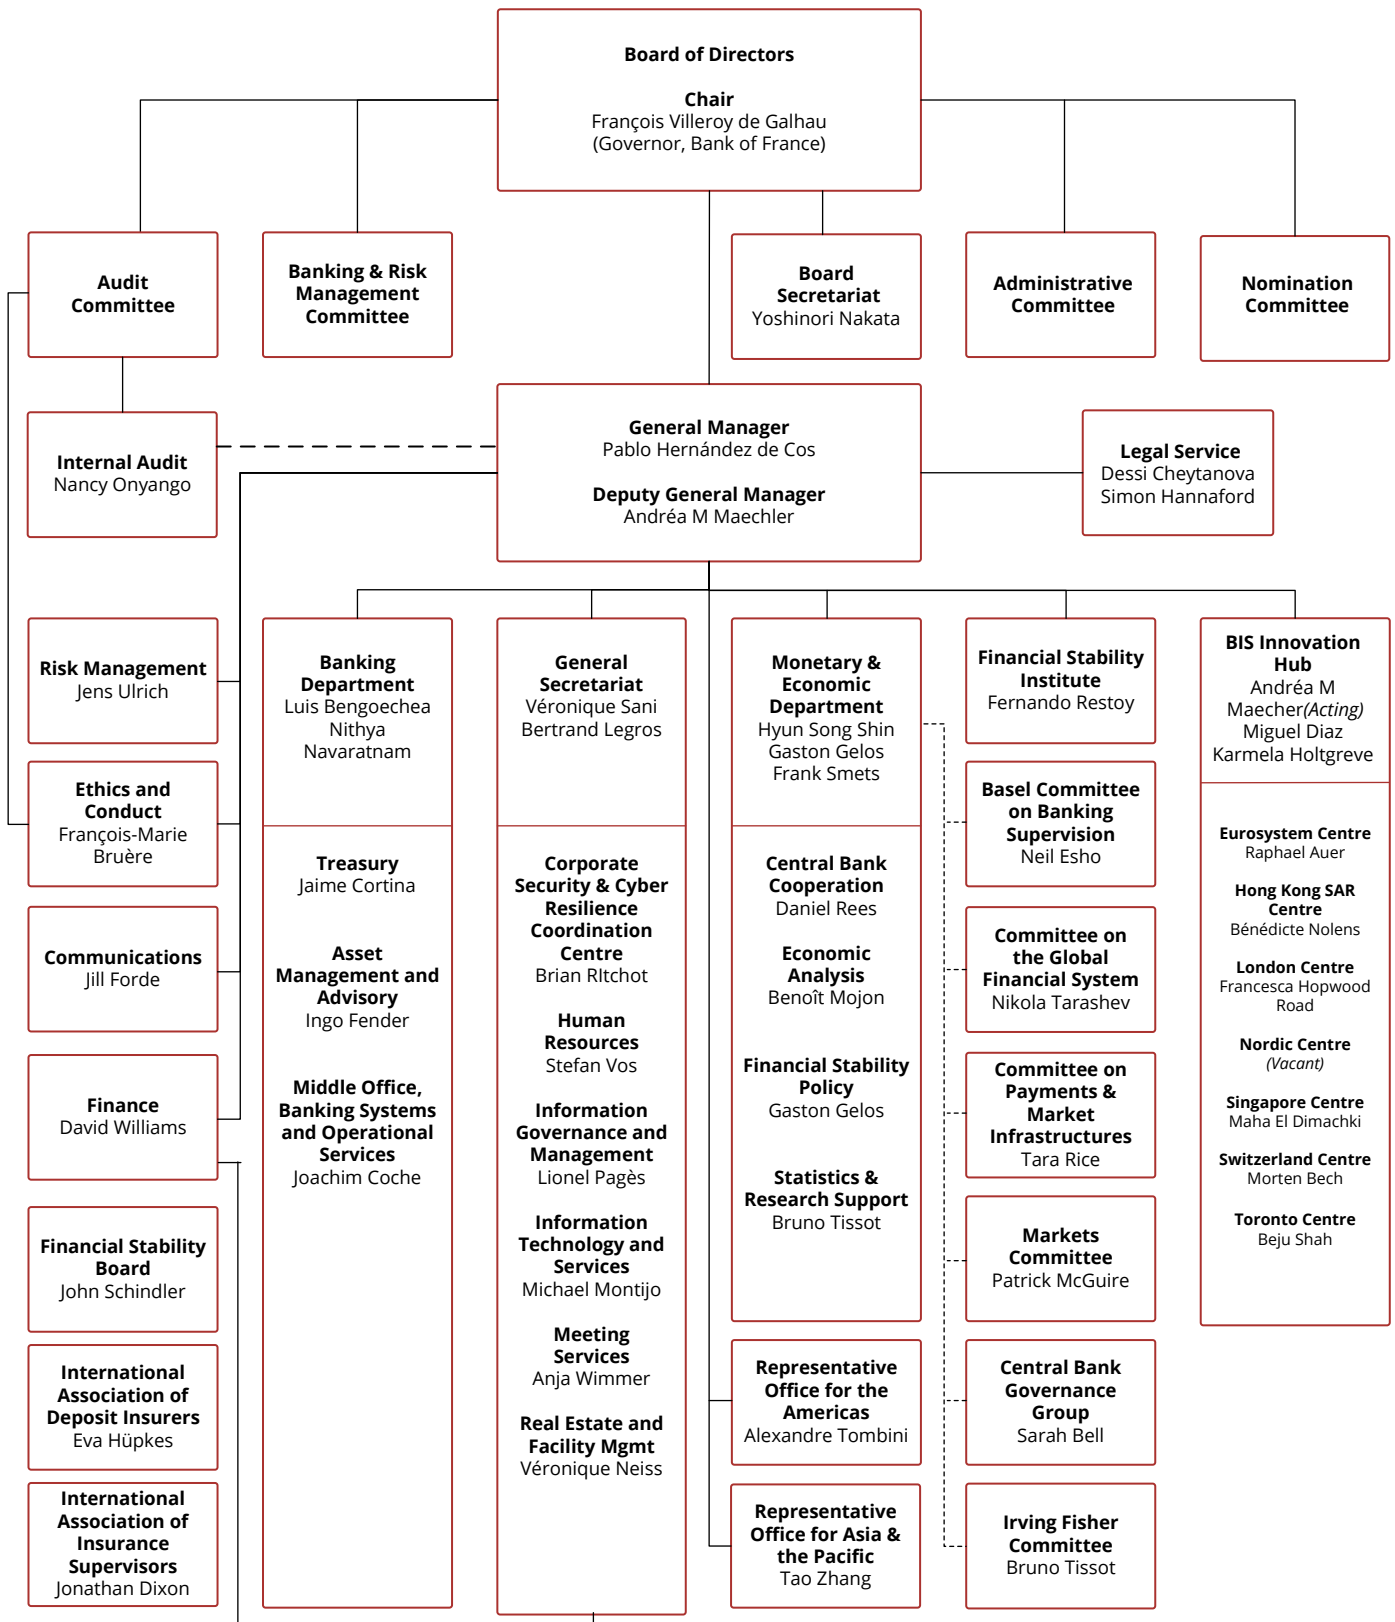 Board of Directors
Chair
François Villeroy de Galhau
(Governor, Bank of France)
Audit
Committee
Banking & Risk
Management
Committee
Board
Secretariat
Yoshinori Nakata
Administrative
Committee
Nomination
Committee
Internal Audit
Nancy Onyango
General Manager
Pablo Hernández de Cos
Deputy General Manager
Andréa M Maechler
Legal Service
Dessi Cheytanova
Simon Hannaford
Risk Management
Jens Ulrich
Ethics and
Conduct
François-Marie
Bruère
Communications
Jill Forde
Finance
David Williams
Financial Stability
Board
John Schindler
International
Association of
Deposit Insurers
Eva Hüpkes
International
Association of
Insurance
Supervisors
Jonathan Dixon
Banking
Department
Luis Bengoechea
Nithya
Navaratnam
Treasury
Jaime Cortina
Asset
Management and
Advisory
Ingo Fender
Middle Office,
Banking Systems
and Operational
Services
Joachim Coche
General
Secretariat
Véronique Sani
Bertrand Legros
Corporate
Security & Cyber
Resilience
Coordination
Centre
Brian RItchot
Human
Resources
Stefan Vos
Information
Governance and
Management
Lionel Pagès
Information
Technology and
Services
Michael Montijo
Meeting
Services
Anja Wimmer
Real Estate and
Facility Mgmt
Véronique Neiss
Monetary &
Economic
Department
Hyun Song Shin
Gaston Gelos
Frank Smets
Central Bank
Cooperation
Daniel Rees
Economic
Analysis
Benoît Mojon
Financial Stability
Policy
Gaston Gelos
Statistics &
Research Support
Bruno Tissot
Representative
Office for the
Americas
Alexandre Tombini
Representative
Office for Asia &
the Pacific
Tao Zhang
Financial Stability
Institute
Fernando Restoy
Basel Committee
on Banking
Supervision
Neil Esho
Committee on
the Global
Financial System
Nikola Tarashev
Committee on
Payments &
Market
Infrastructures
Tara Rice
Markets
Committee
Patrick McGuire
Central Bank
Governance
Group
Sarah Bell
Irving Fisher
Committee
Bruno Tissot
BIS Innovation
Hub
Andréa M
Maecher(Acting)
Miguel Diaz
Karmela Holtgreve
Eurosystem Centre
Raphael Auer
Hong Kong SAR
Centre
Bénédicte Nolens
London Centre
Francesca Hopwood
Road
Nordic Centre
(Vacant)
Singapore Centre
Maha El Dimachki
Switzerland Centre
Morten Bech
Toronto Centre
Beju Shah